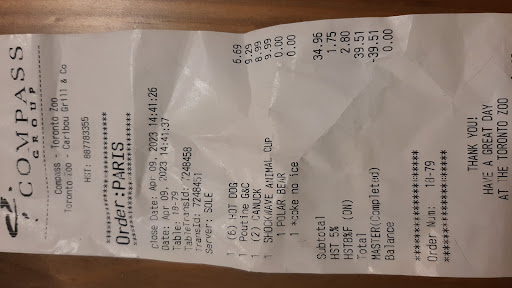 COMPASS
GROUP
Compass - Toronto Zoo
Toronto Zoo - Caribou Grill & Co
HST: 887783355
Order:PARIS
Close Date: Apr 09, 2023 14:41:26
Date: Apr 09, 2023 14:41:37
Table: 18-79
TableTransId: 7248458
TransId: 7248451
Server: SOLE
1 (6) HOT DOG 6.69
1 Poutine G&C 9.29
1 (2) CANUCK 8.99
1 SHOCKWAVE ANIMAL CUP 9.99
1 POLAR BEAR 0.00
1 Coke no ice 0.00
Subtotal 34.96
HST 5% 1.75
HSTB%F (ON) 2.80
Total 39.51
MASTER(Completed) -39.51
Balance 0.00
Order Num: 18-79
THANK YOU!
HAVE A GREAT DAY
AT THE TORONTO ZOO